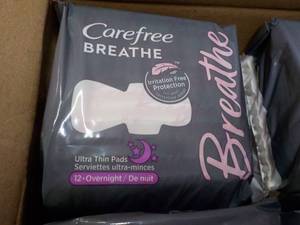 Carefree
BREATHE
Irritation Free
Protection
Breathe
Ultra Thin Pads
Serviettes ultra-minces
12 • Overnight / De nuit